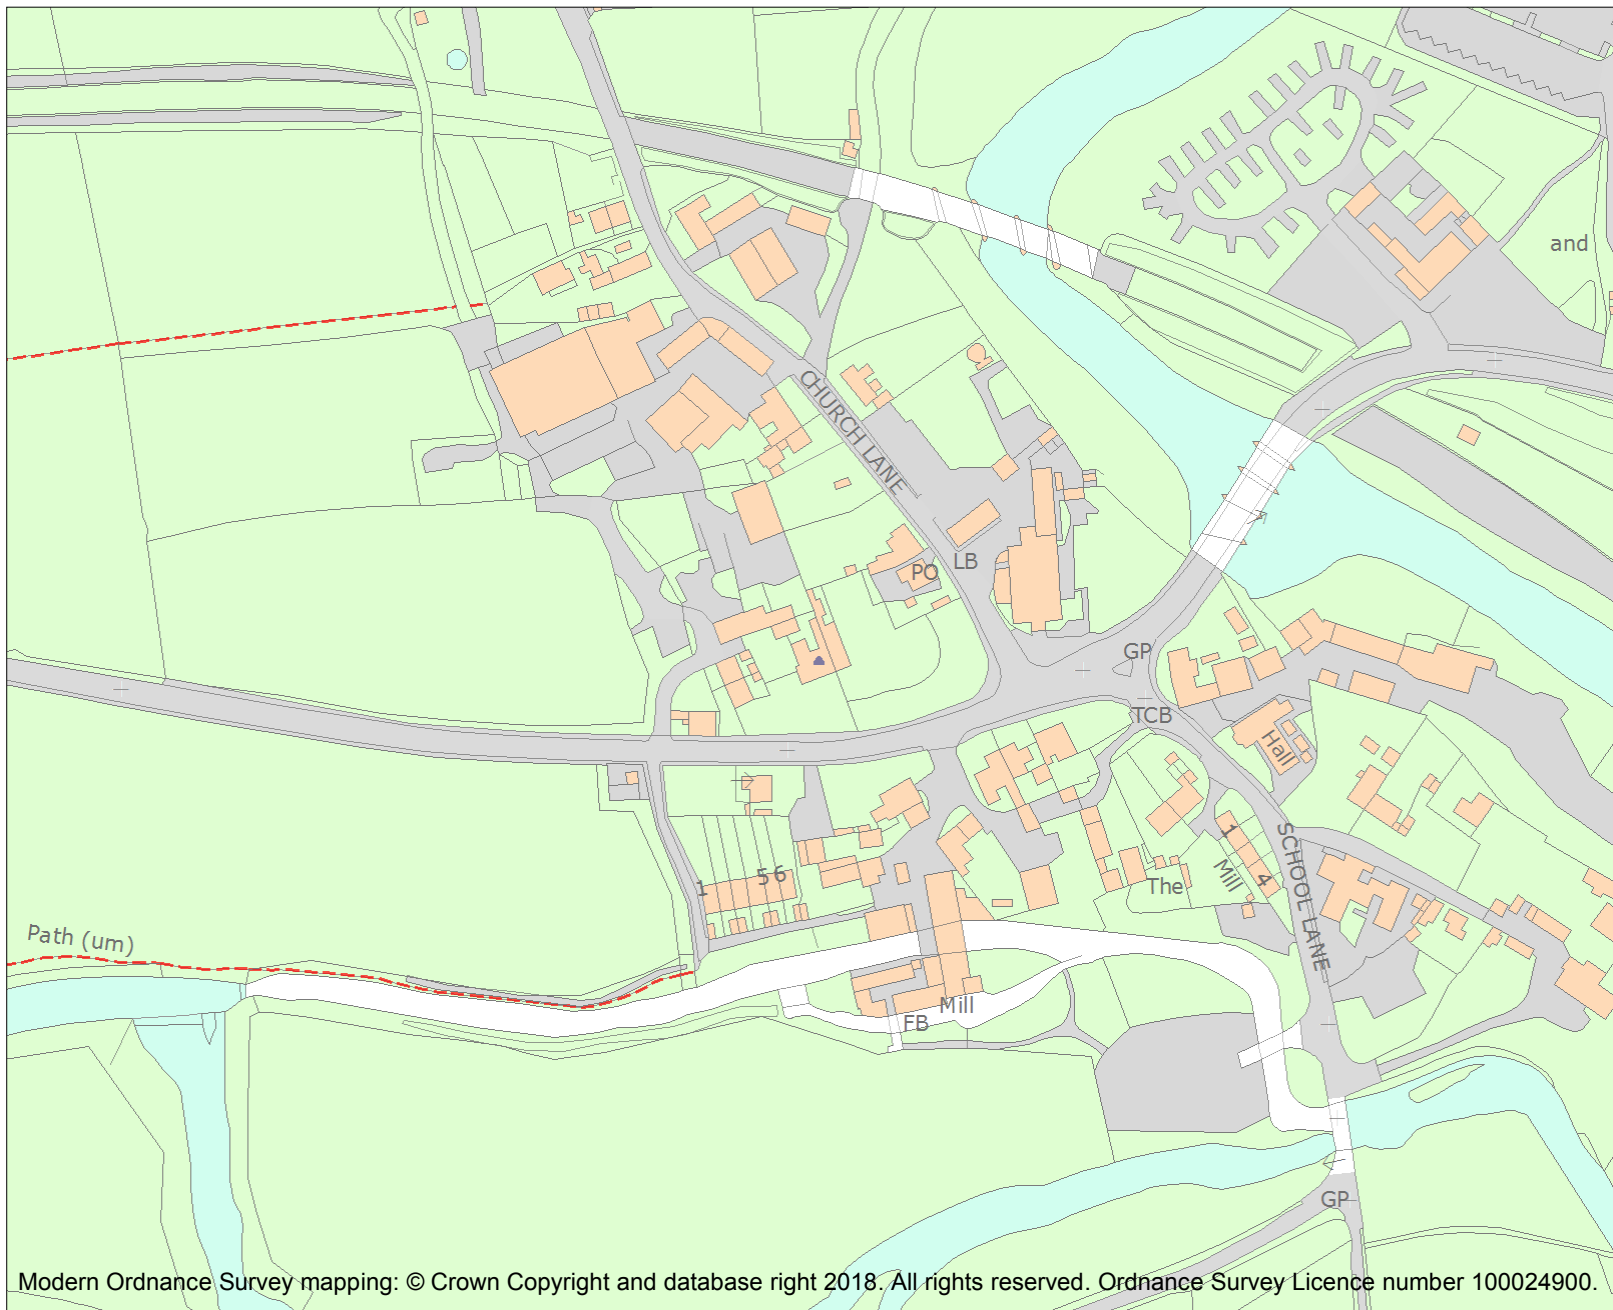 and
CHURCH LANE
LB
PO
GP
TCB
Hall
1
5 6
1
4
The
Mill
SCHOOL LANE
Path (um)
Mill
FB
GP
Modern Ordnance Survey mapping: © Crown Copyright and database right 2018. All rights reserved. Ordnance Survey Licence number 100024900.